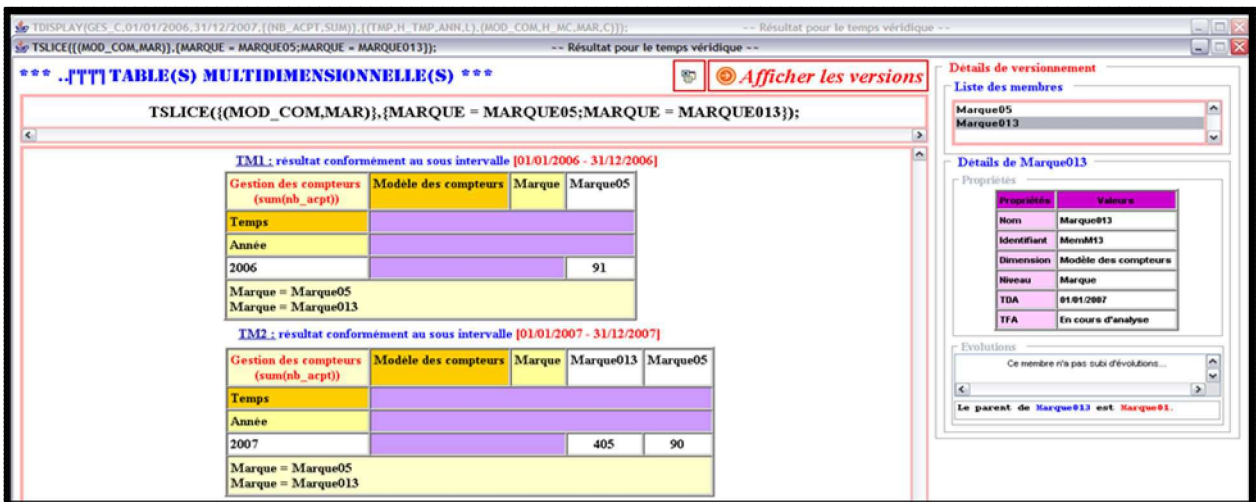 TDISPLAY(GES_C,01/01/2006,31/12/2007,{(NB_ACPT,SUM)},{(TMP,H_TMP,ANN,L),(MOD_COM,H_MC,MAR,C)}); -- Résultat pour le temps véridique --
TSLICE({(MOD_COM,MAR)},{MARQUE = MARQUE05;MARQUE = MARQUE013}); -- Résultat pour le temps véridique --
TABLE(S) MULTIDIMENSIONNELLE(S) ***
Afficher les versions
TSLICE({(MOD_COM,MAR)},{MARQUE = MARQUE05;MARQUE = MARQUE013});
TM1 : résultat conformément au sous intervalle [01/01/2006 - 31/12/2006]
Gestion des compteurs (sum(nb_acpt)) Modèle des compteurs Marque Marque05
Temps
Année
2006 91
Marque = Marque05
Marque = Marque013
TM2 : résultat conformément au sous intervalle [01/01/2007 - 31/12/2007]
Gestion des compteurs (sum(nb_acpt)) Modèle des compteurs Marque Marque013 Marque05
Temps
Année
2007 405 90
Marque = Marque05
Marque = Marque013
Détails de versionnement
Liste des membres
Marque05
Marque013
Détails de Marque013
Propriétés
Propriétés Valeurs
Nom Marque013
Identifiant MemM13
Dimension Modèle des compteurs
Niveau Marque
TDA 01/01/2007
TFA En cours d'analyse
Evolutions
Ce membre n'a pas subi d'évolutions...
Le parent de Marque013 est Marque01.